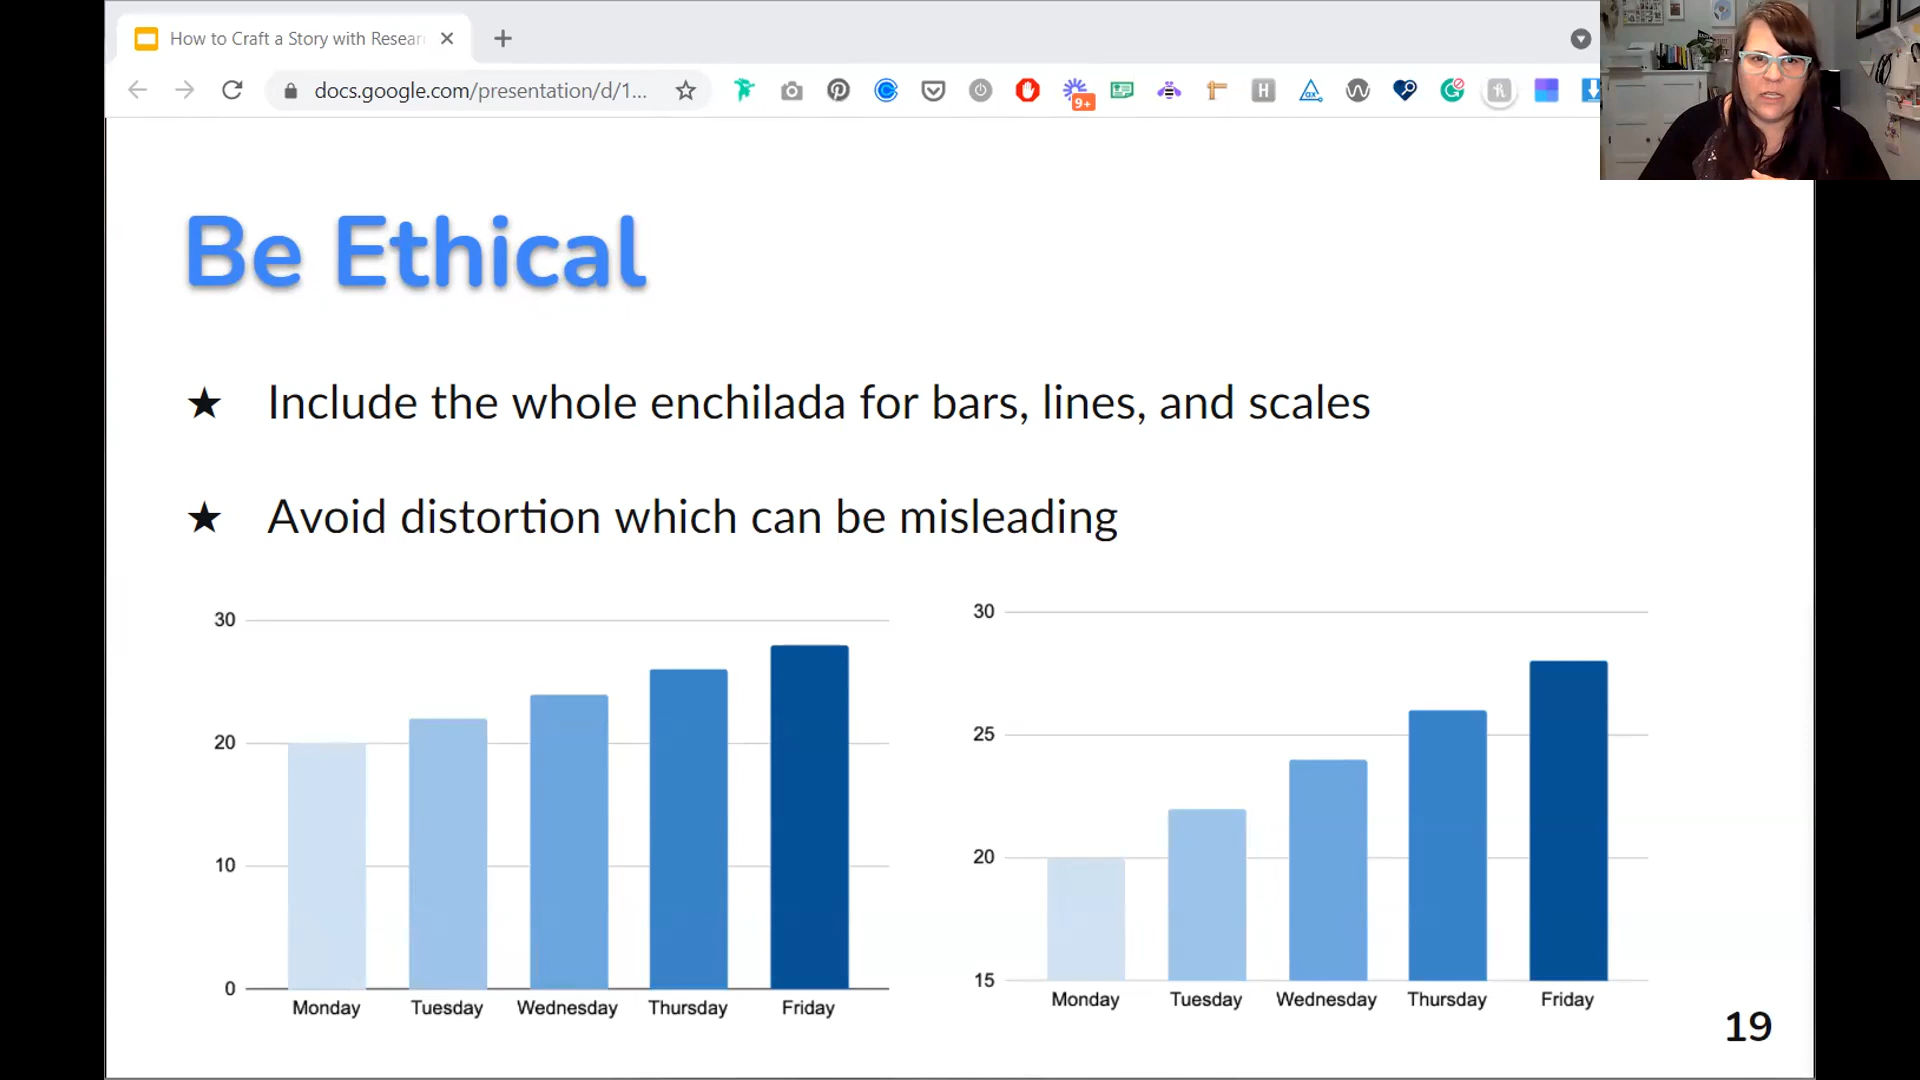 How to Craft a Story with Resear
docs.google.com/presentation/d/1...
9+
H
Be Ethical
★ Include the whole enchilada for bars, lines, and scales
★ Avoid distortion which can be misleading
30
20
10
0
Monday Tuesday Wednesday Thursday Friday
30
25
20
15
Monday Tuesday Wednesday Thursday Friday
19